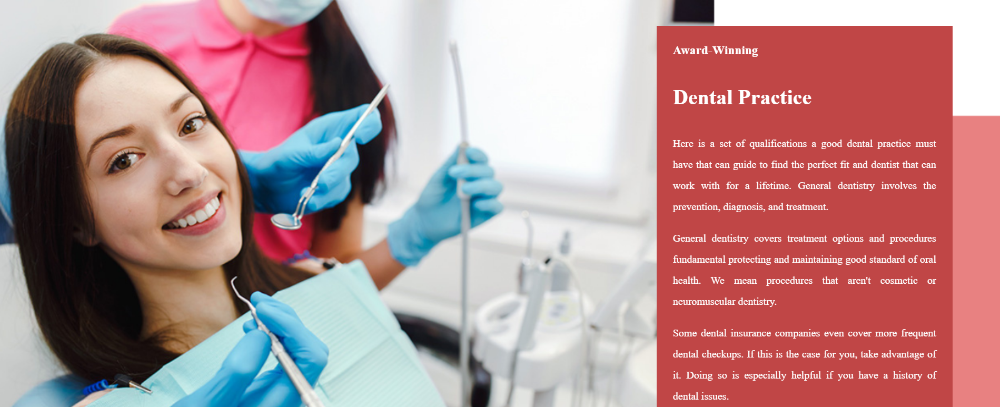 Award-Winning
Dental Practice
Here is a set of qualifications a good dental practice must
have that can guide to find the perfect fit and dentist that can
work with for a lifetime. General dentistry involves the
prevention, diagnosis, and treatment.
General dentistry covers treatment options and procedures
fundamental protecting and maintaining good standard of oral
health. We mean procedures that aren't cosmetic or
neuromuscular dentistry.
Some dental insurance companies even cover more frequent
dental checkups. If this is the case for you, take advantage of
it. Doing so is especially helpful if you have a history of
dental issues.